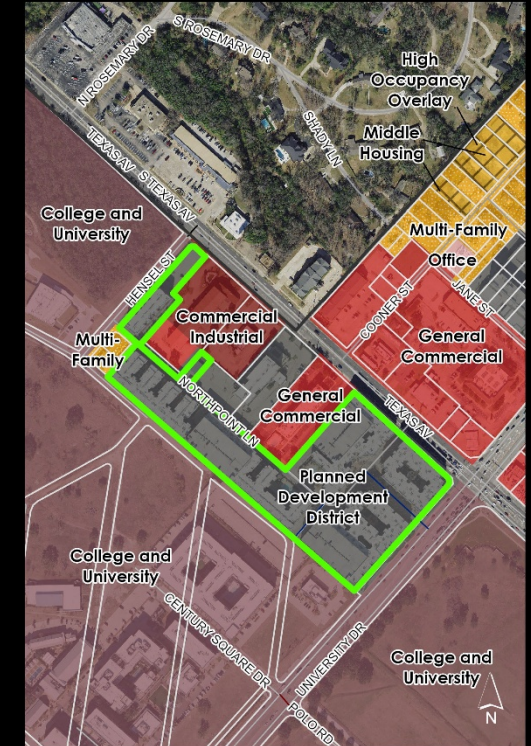 S ROSEMARY DR
N ROSEMARY DR
SHADY LN
High
Occupancy
Overlay
Middle
Housing
TEXAS AV
S TEXAS AV
College and
University
HENSEL ST
Multi-Family
Office
JANE ST
COONER ST
Commercial
Industrial
General
Commercial
Multi-
Family
NORTHPOINT LN
General
Commercial
TEXAS AV
Planned
Development
District
College and
University
CENTURY SQUARE DR
UNIVERSITY DR
College and
University
POLO RD
N